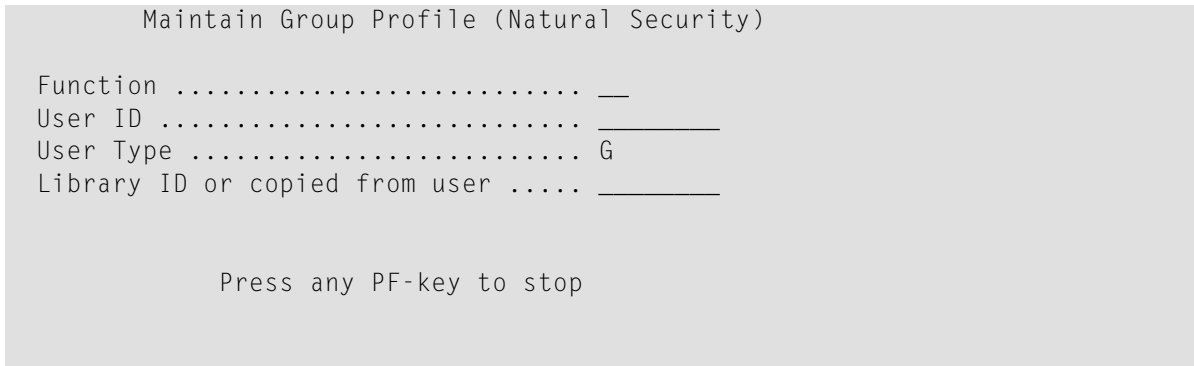 Maintain Group Profile (Natural Security)
Function ........................... __
User ID ............................ ________
User Type .......................... G
Library ID or copied from user ..... ________
Press any PF-key to stop